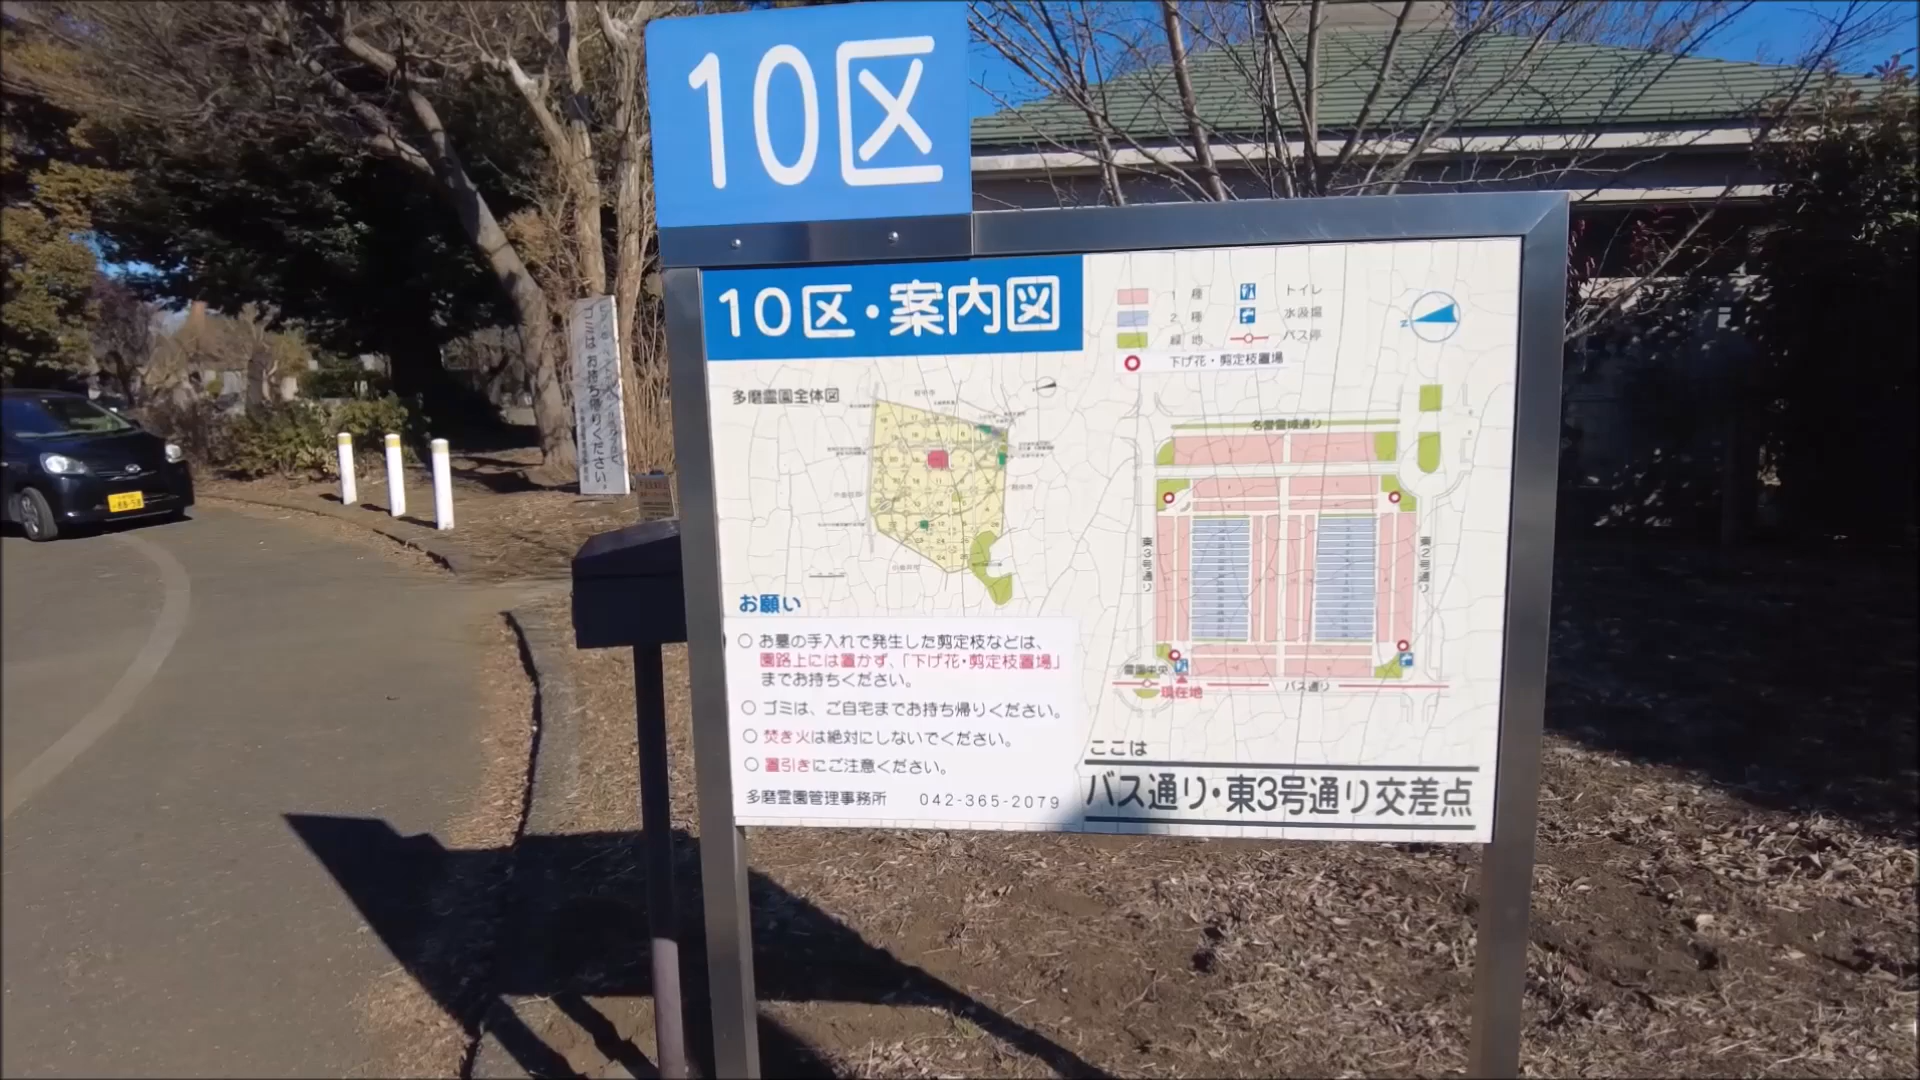 10区
10区・案内図
1種
2種
緑地
トイレ
水汲場
バス停
下げ花・剪定枝置場
多磨霊園全体図
名誉霊域通り
東3号通り
東2号通り
霊園中央
現在地
バス通り
お願い
○ お墓の手入れで発生した剪定枝などは、
園路上には置かず、「下げ花・剪定枝置場」
までお持ちください。
○ ゴミは、ご自宅までお持ち帰りください。
○ 焚き火は絶対にしないでください。
○ 置引きにご注意ください。
多磨霊園管理事務所 042-365-2079
ここは
バス通り・東3号通り交差点
ゴミは お持ち帰りください。